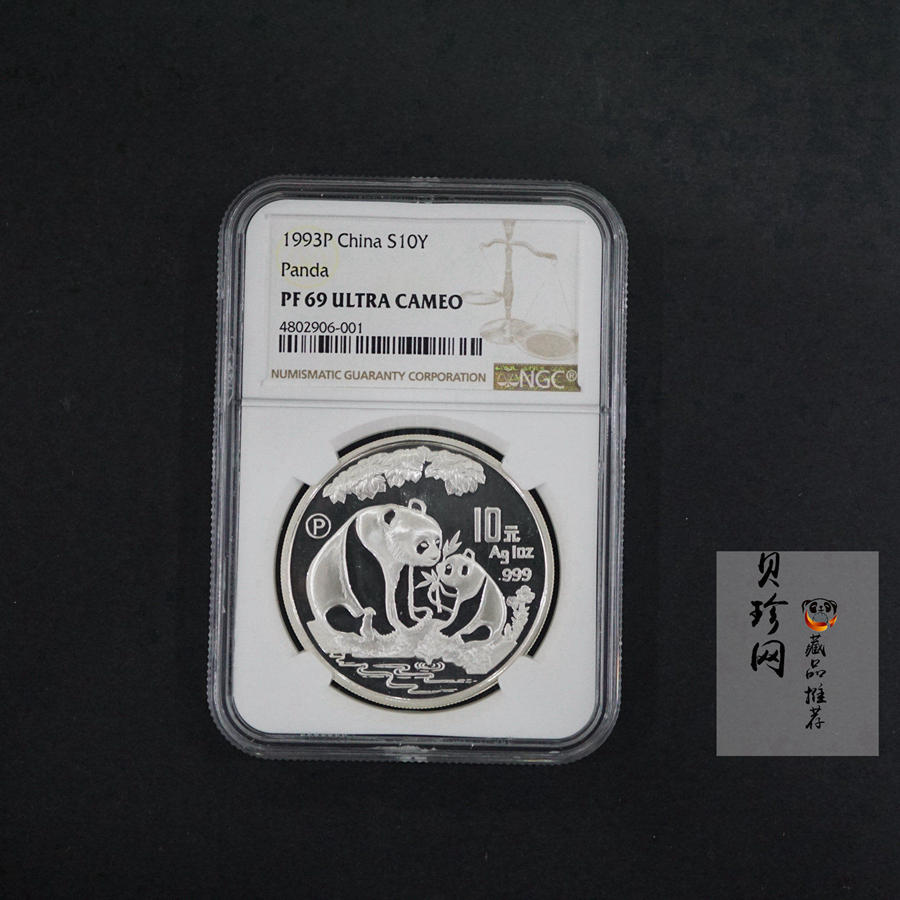 1993P China S10Y
Panda
PF 69 ULTRA CAMEO
4802906-001
NUMISMATIC GUARANTY CORPORATION
NGC®
P
10元
Ag 1oz
.999
贝珍网
藏品推荐